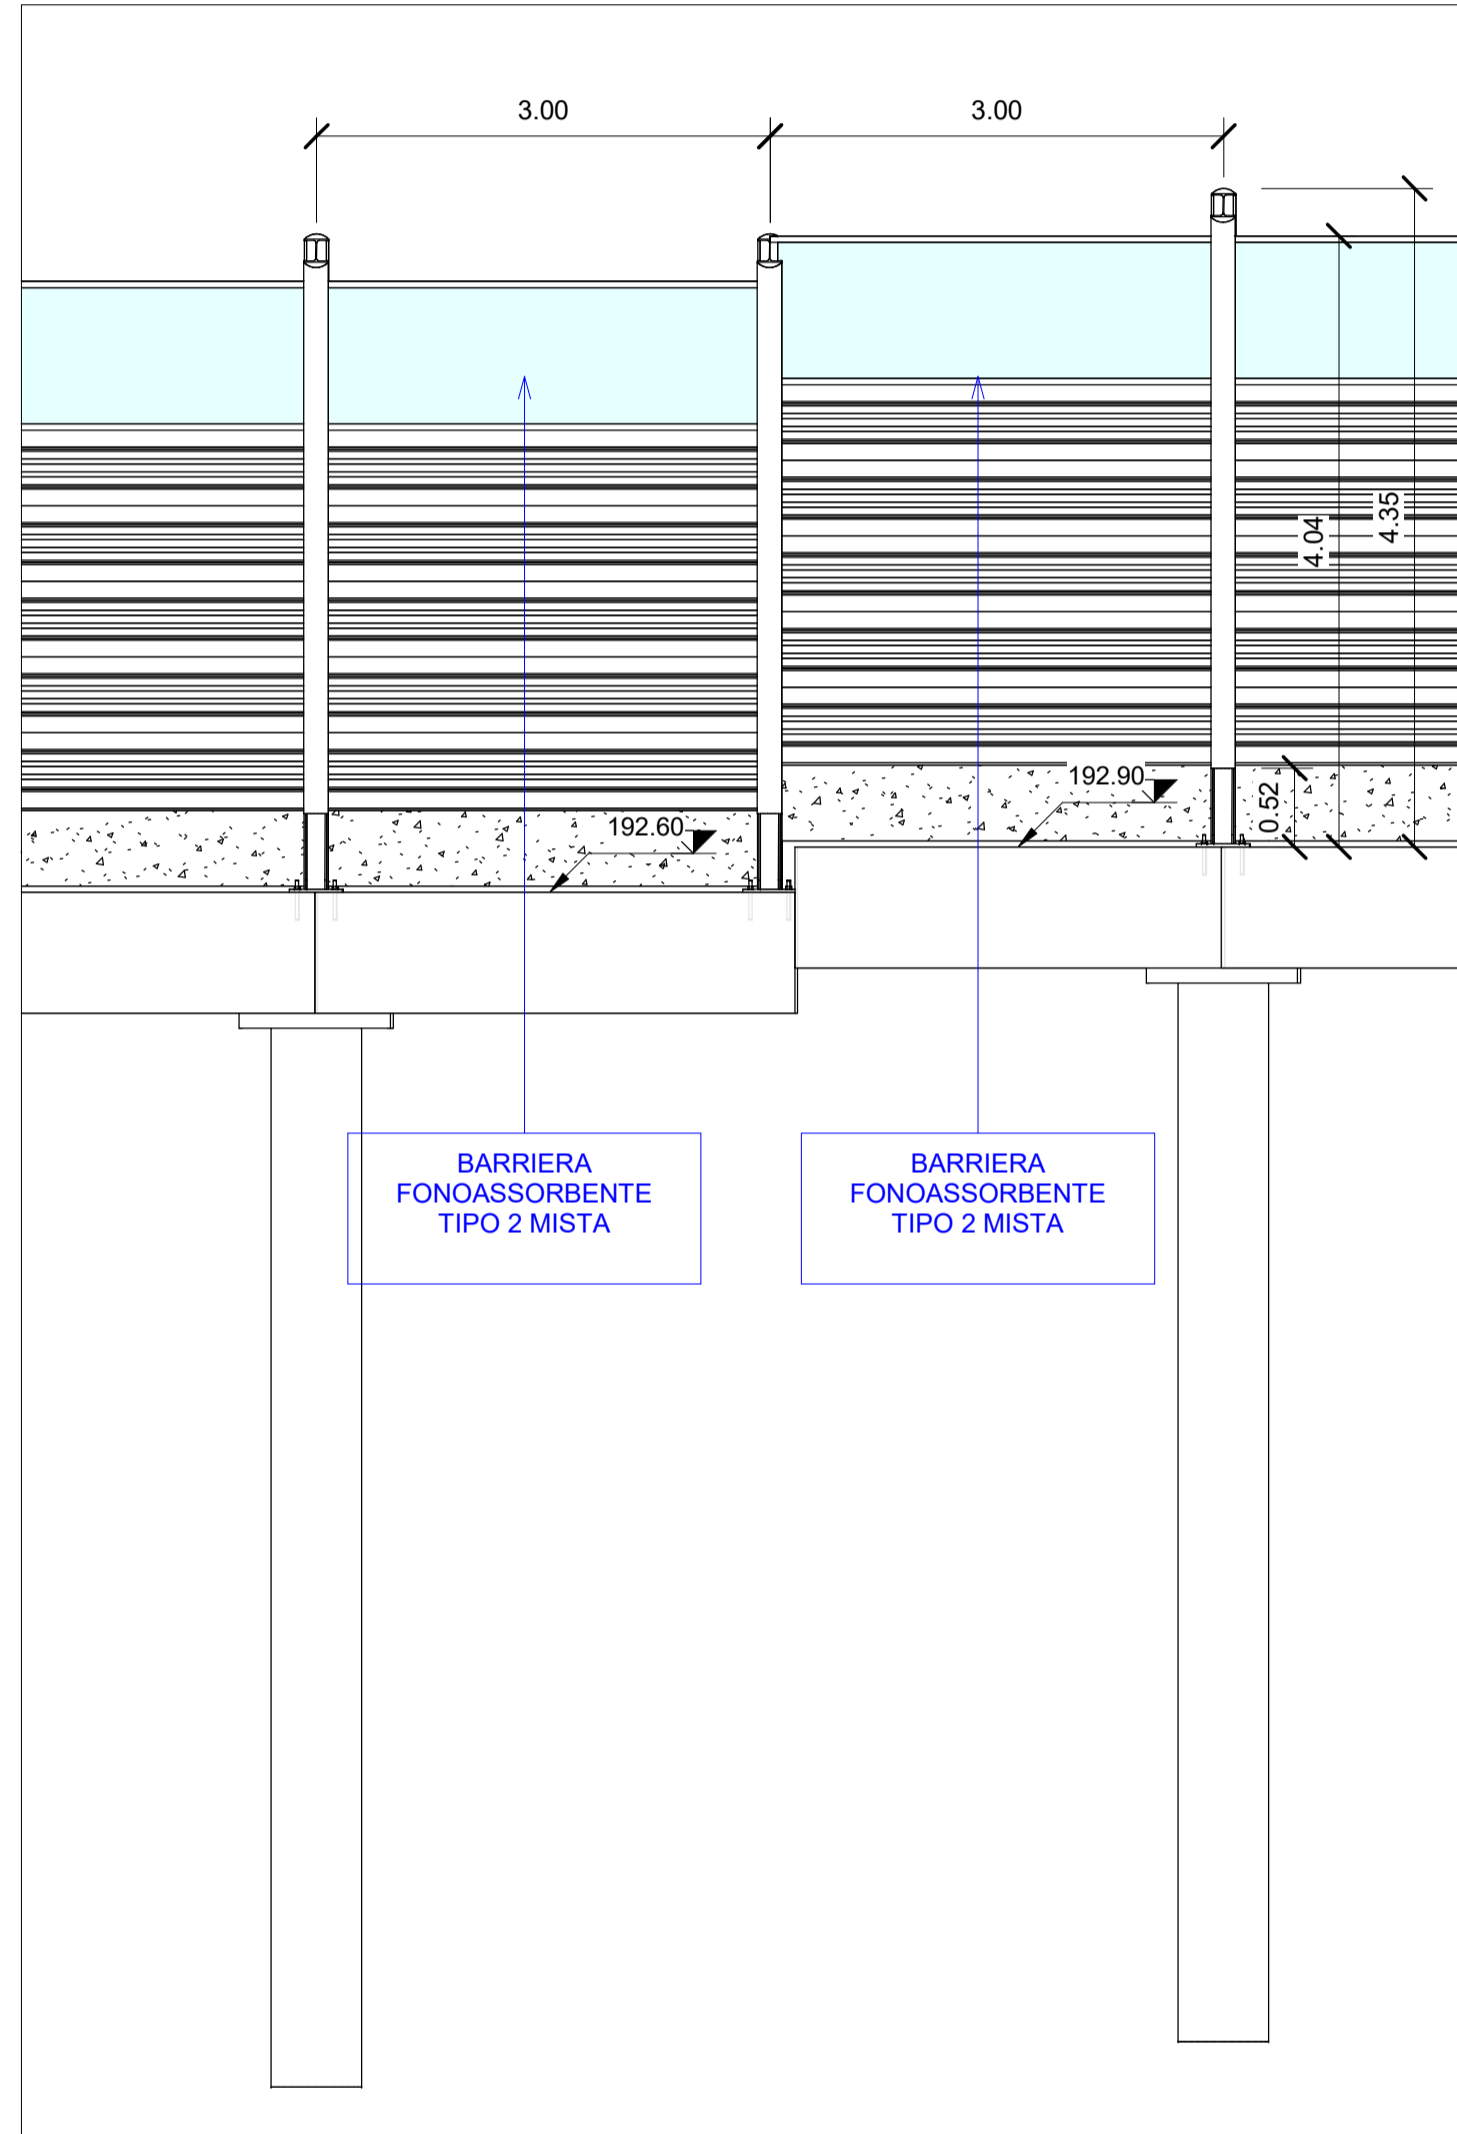 3.00
3.00
4.35
4.04
192.90
0.52
192.60
BARRIERA
FONOASSORBENTE
TIPO 2 MISTA
BARRIERA
FONOASSORBENTE
TIPO 2 MISTA